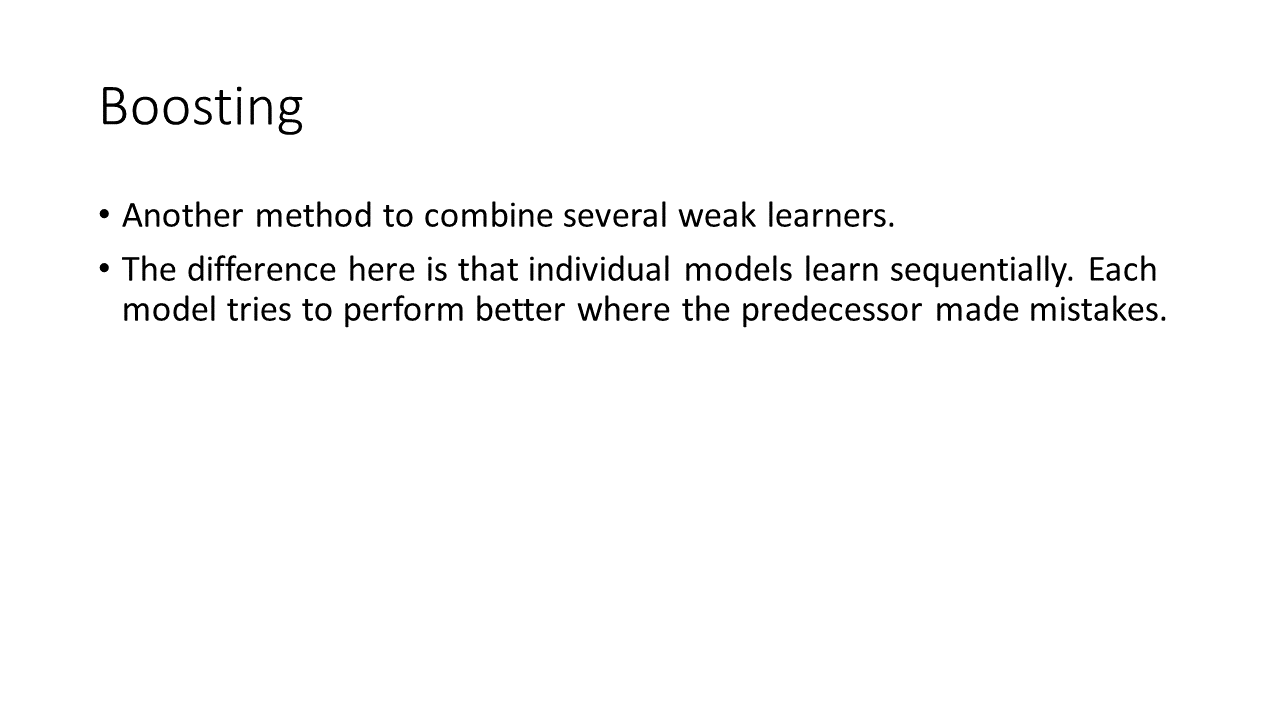 Boosting
• Another method to combine several weak learners.
• The difference here is that individual models learn sequentially. Each
model tries to perform better where the predecessor made mistakes.